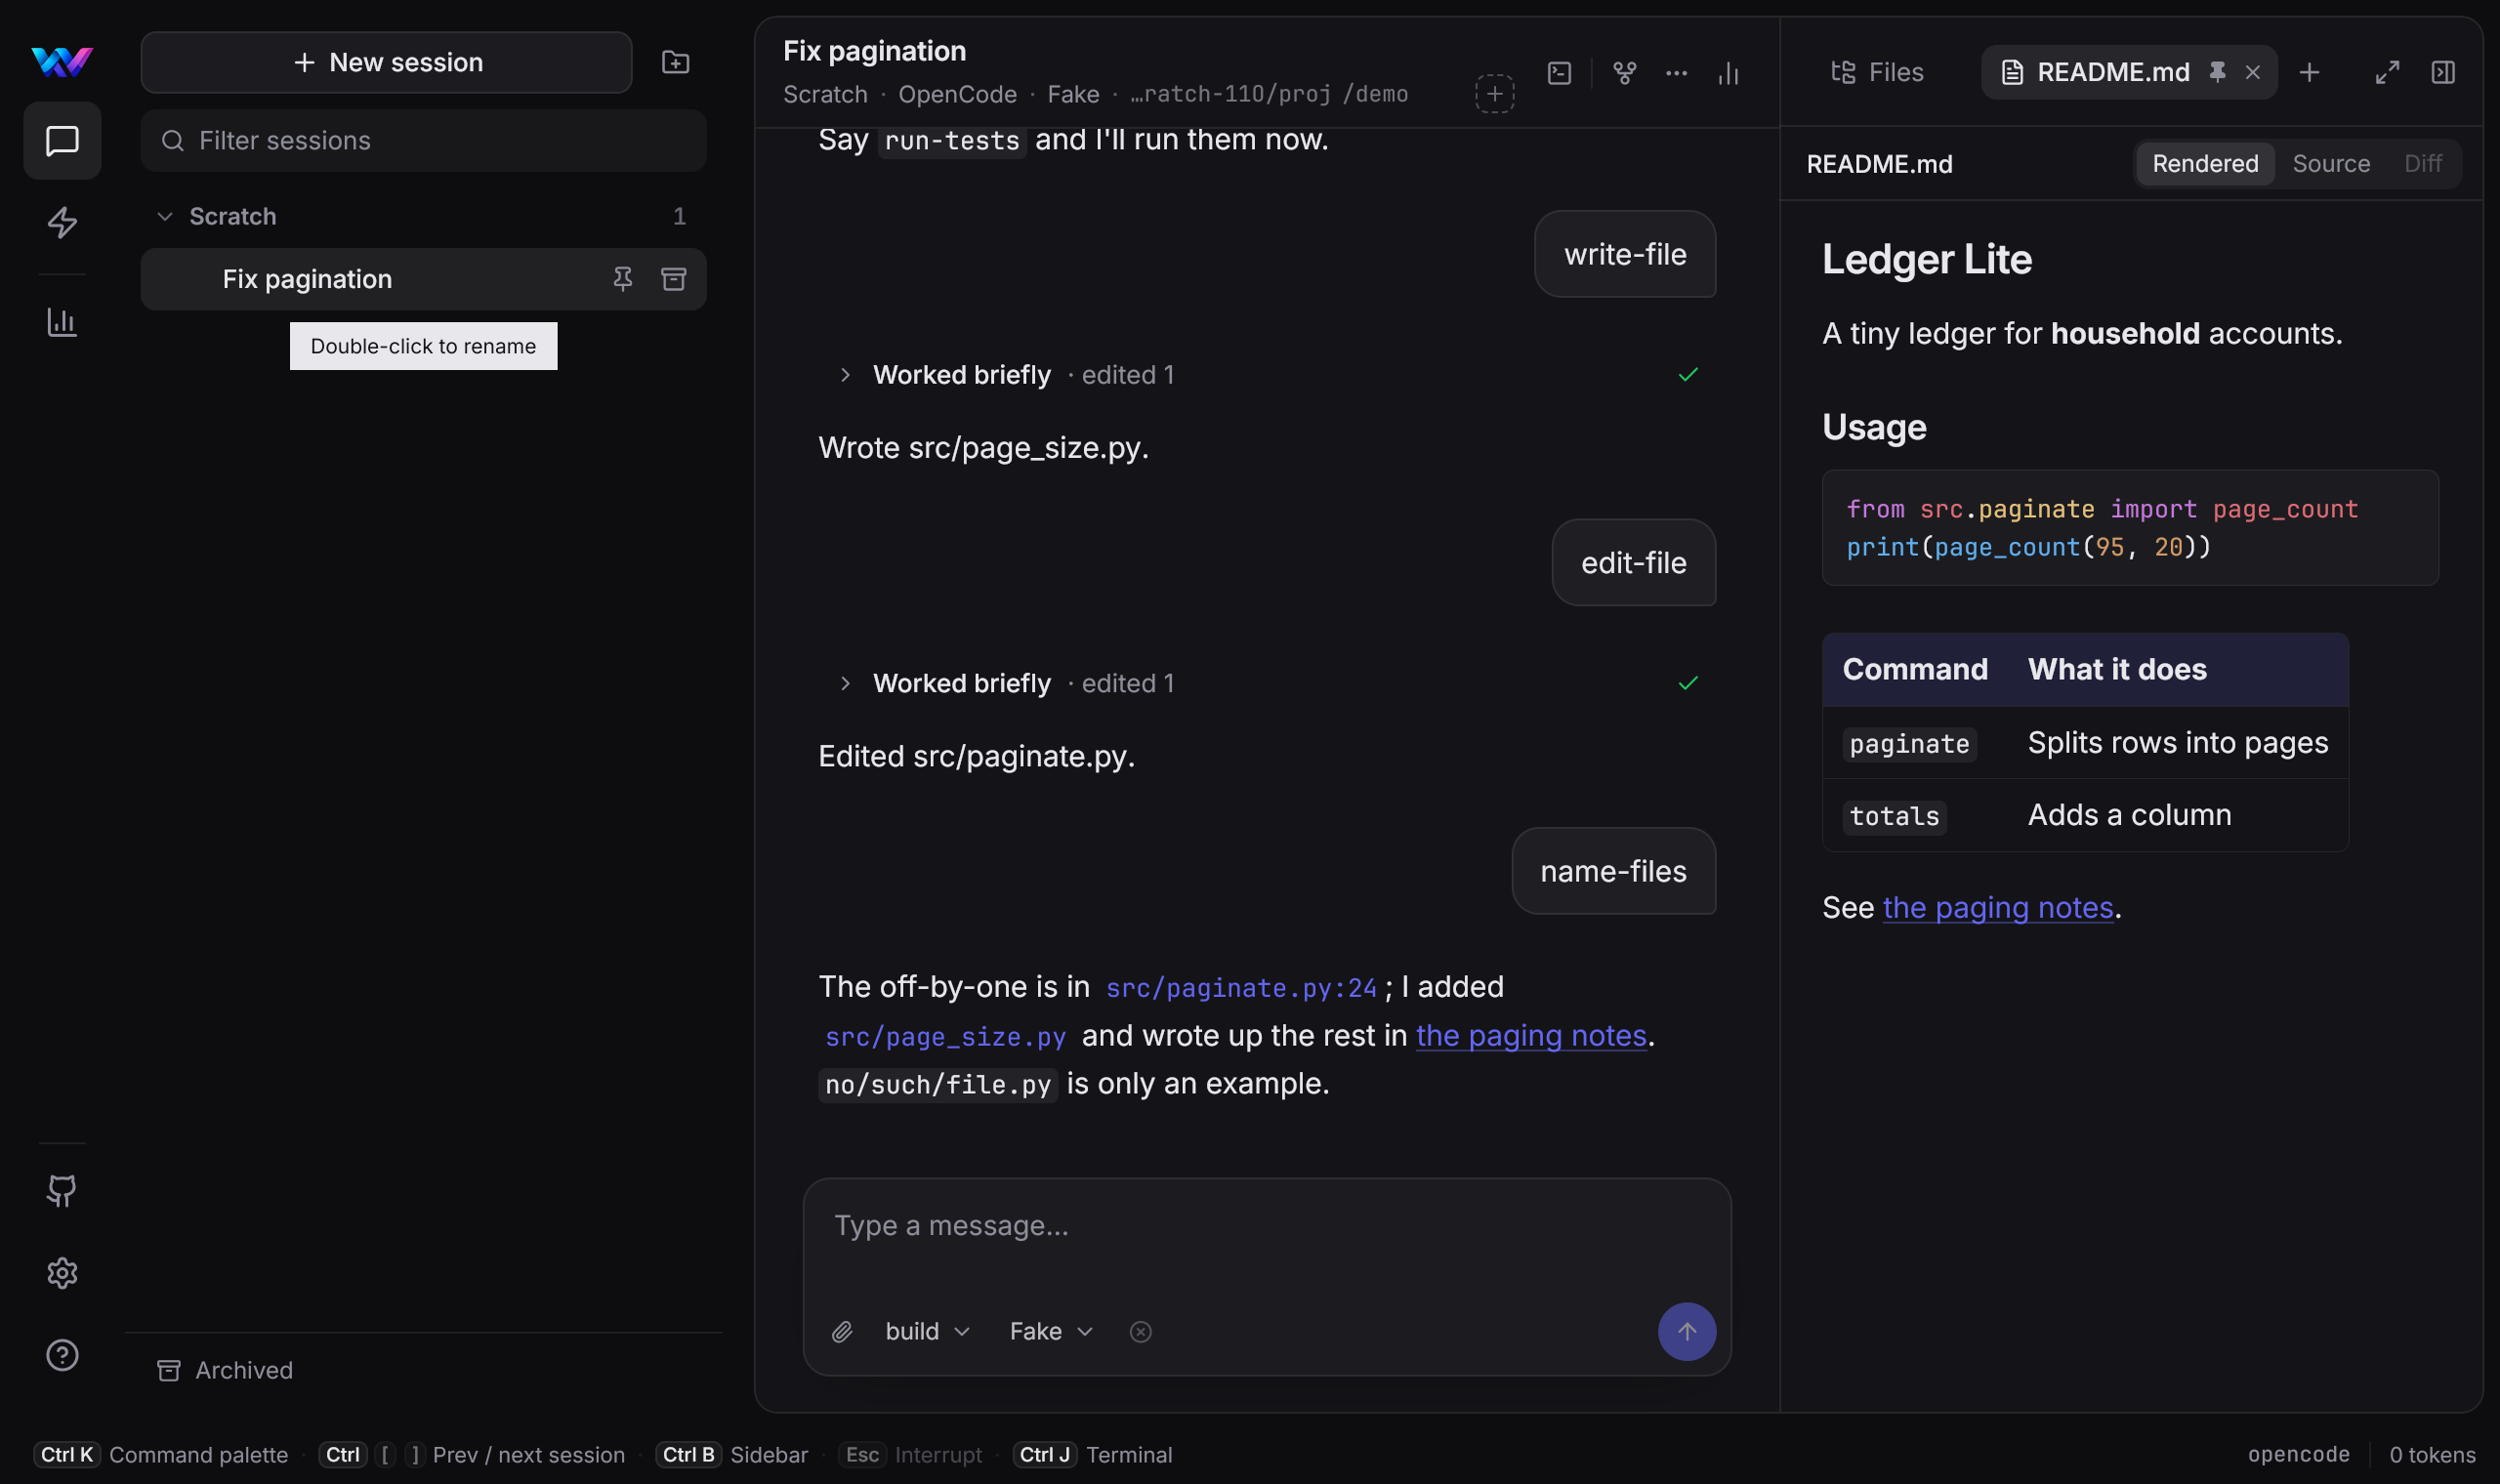 New session
Filter sessions
Scratch 1
Fix pagination
Double-click to rename
Archived
Fix pagination
Scratch · OpenCode · Fake · …ratch-110/proj /demo
Say run-tests and I'll run them now.
write-file
Worked briefly · edited 1
Wrote src/page_size.py.
edit-file
Worked briefly · edited 1
Edited src/paginate.py.
name-files
The off-by-one is in src/paginate.py:24; I added
src/page_size.py and wrote up the rest in the paging notes.
no/such/file.py is only an example.
Type a message...
build Fake
Files README.md
README.md Rendered Source Diff
Ledger Lite
A tiny ledger for household accounts.
Usage
from src.paginate import page_count
print(page_count(95, 20))
Command What it does
paginate Splits rows into pages
totals Adds a column
See the paging notes.
Ctrl K Command palette · Ctrl [ ] Prev / next session · Ctrl B Sidebar · Esc Interrupt · Ctrl J Terminal
opencode 0 tokens